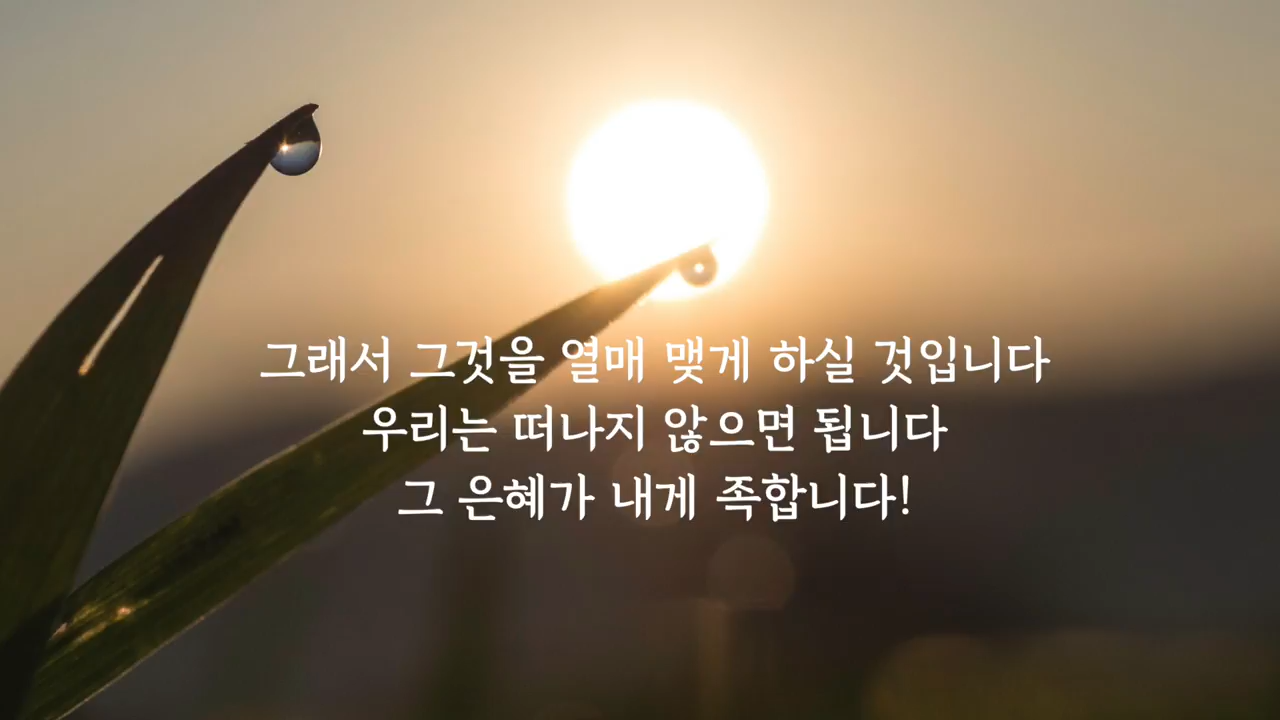 그래서 그것을 열매 맺게 하실 것입니다
우리는 떠나지 않으면 됩니다
그 은혜가 내게 족합니다!